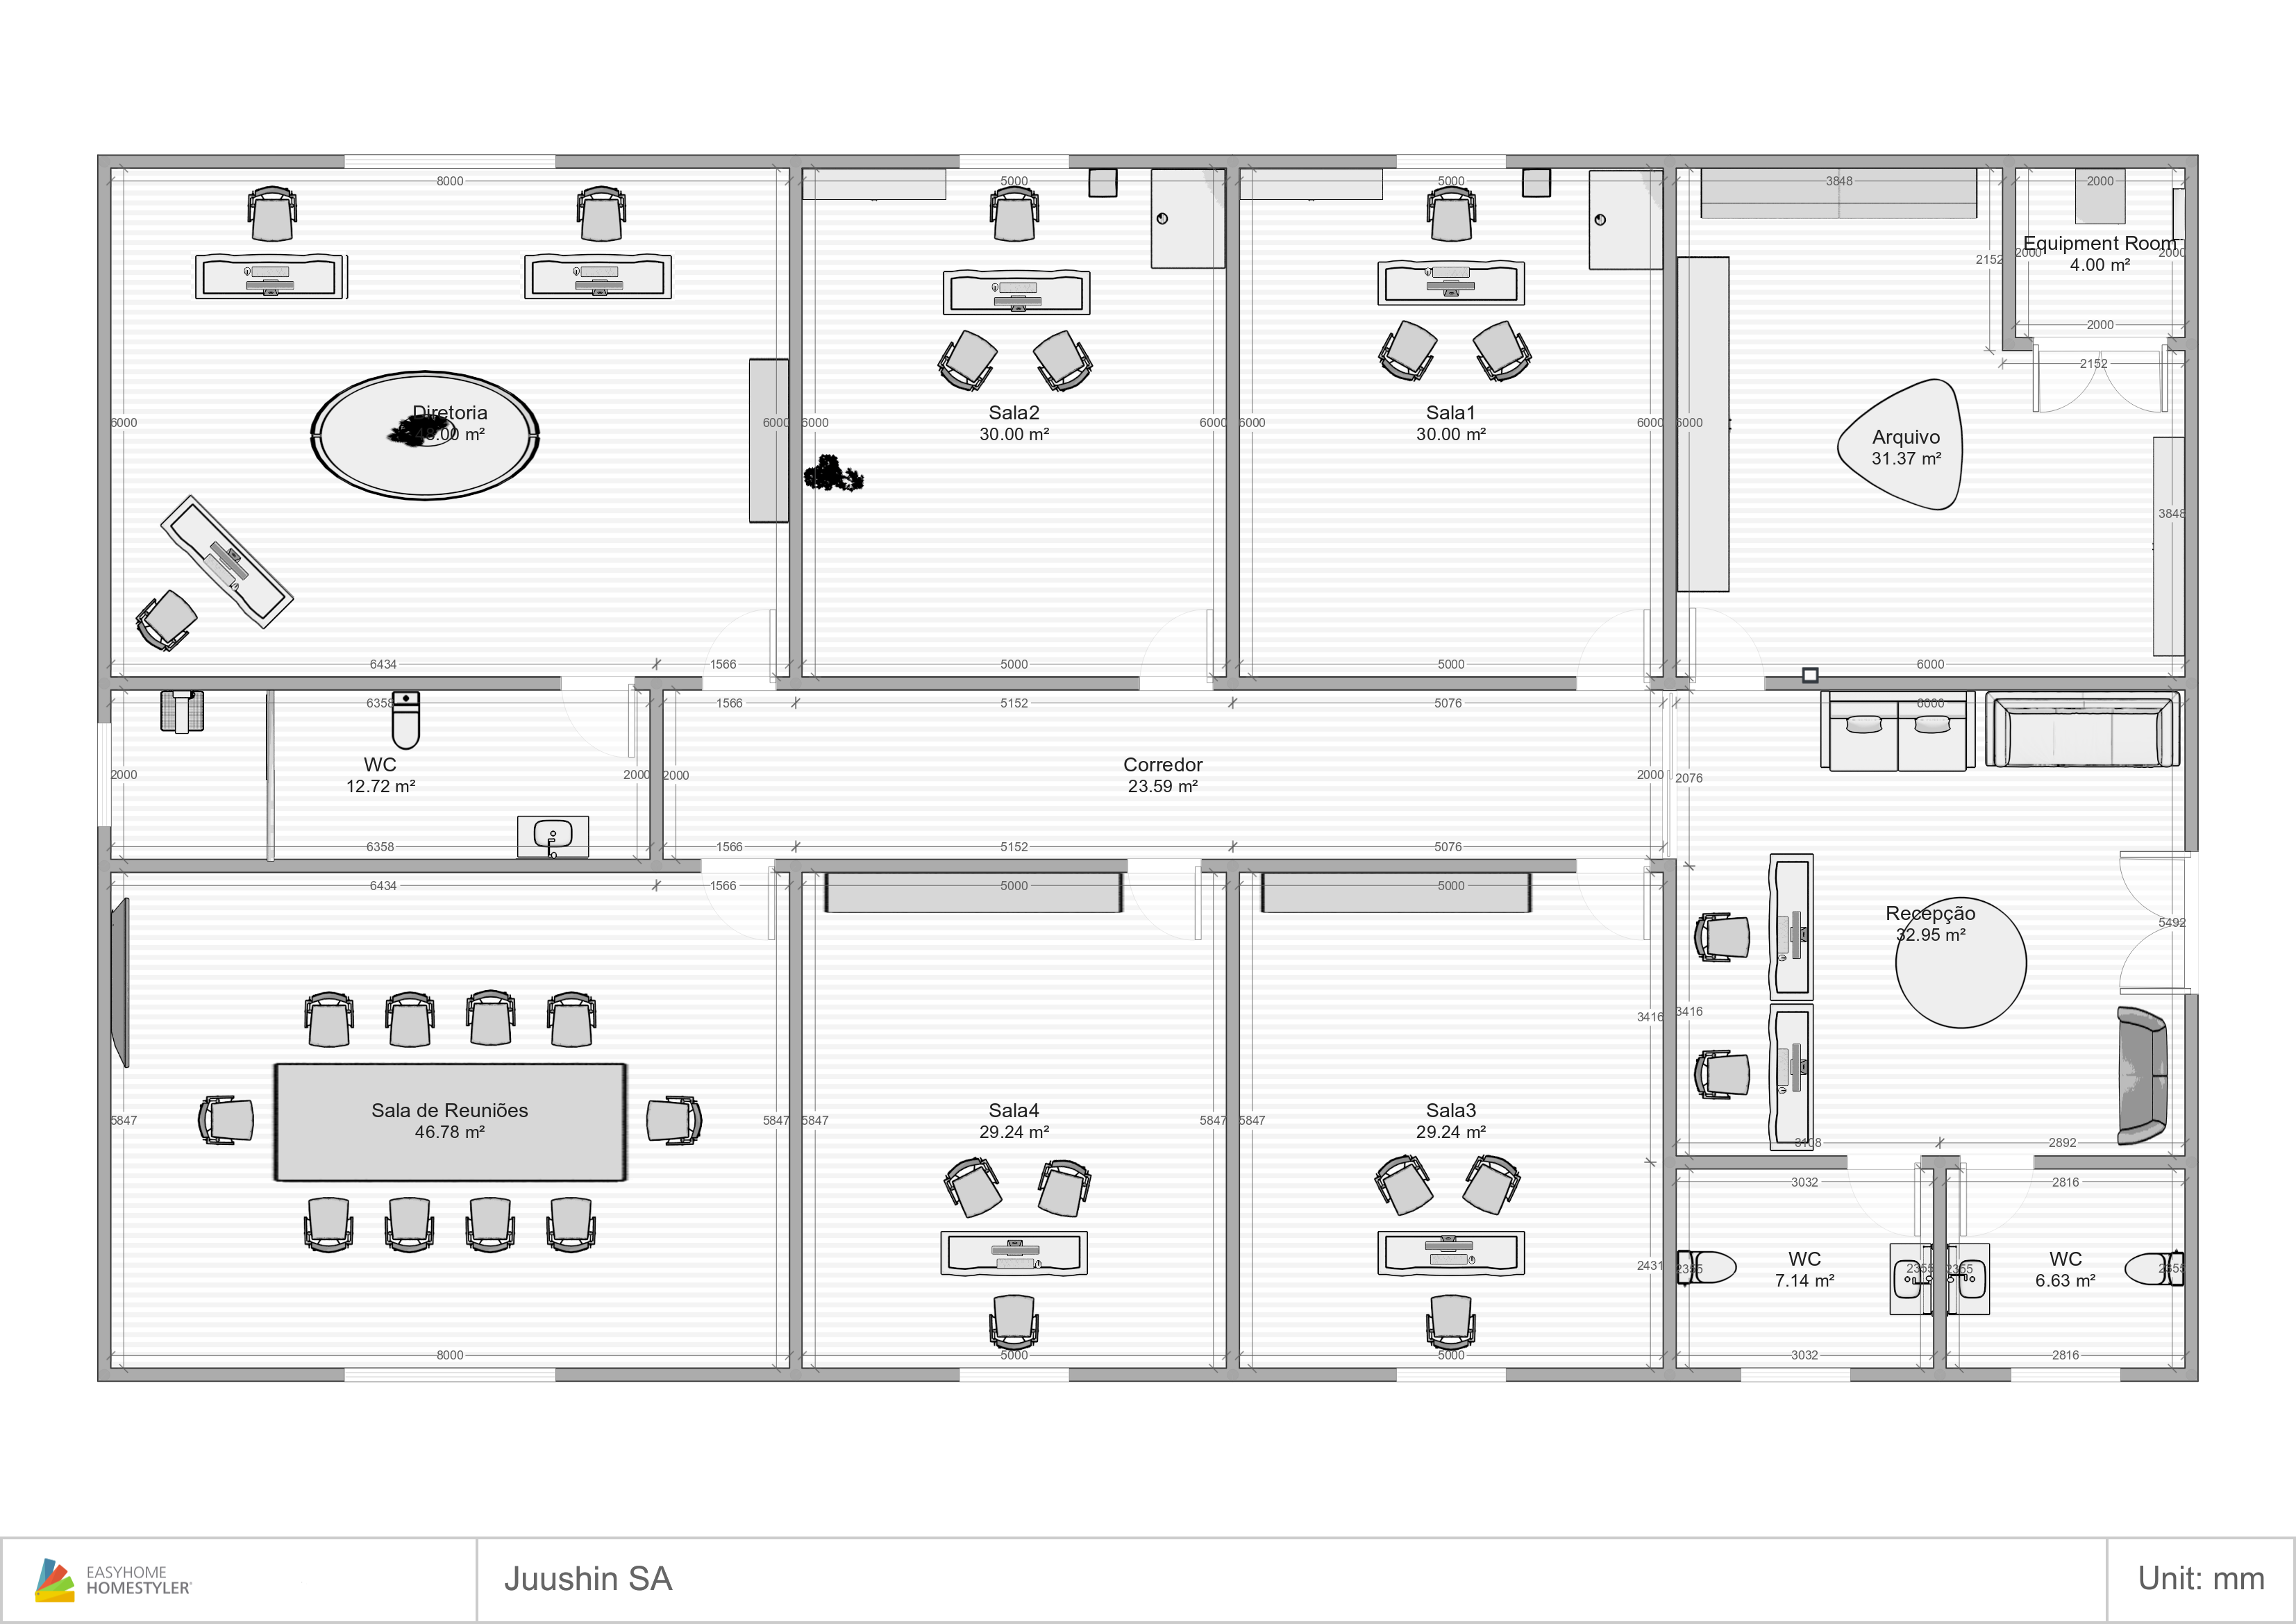 8000
5000
5000
3848
2000
Equipment Room
4.00 m²
2000
2000
2152
2000
2152
Diretoria
48.00 m²
Sala2
30.00 m²
Sala1
30.00 m²
Arquivo
31.37 m²
6000
6000
6000
6000
6000
6000
6000
3848
6434
1566
5000
5000
6000
6358
1566
5152
5076
6000
WC
12.72 m²
Corredor
23.59 m²
2000
2000
2000
2000
2076
6358
1566
5152
5076
6434
1566
5000
5000
Recepção
32.95 m²
5492
3416
3416
Sala de Reuniões
46.78 m²
Sala4
29.24 m²
Sala3
29.24 m²
5847
5847
5847
5847
5847
3108
2892
3032
2816
WC
7.14 m²
WC
6.63 m²
2431
2355
2355
2355
2355
8000
5000
5000
3032
2816
EASYHOME
HOMESTYLER
Juushin SA
Unit: mm